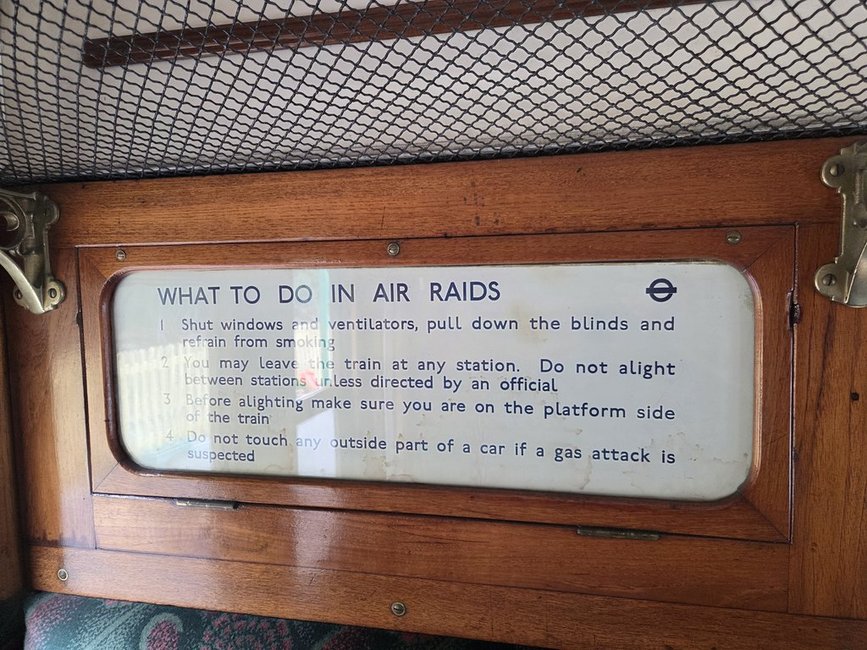 WHAT TO DO IN AIR RAIDS
1 Shut windows and ventilators, pull down the blinds and
refrain from smoking
2 You may leave the train at any station. Do not alight
between stations unless directed by an official
3 Before alighting make sure you are on the platform side
of the train
4 Do not touch any outside part of a car if a gas attack is
suspected